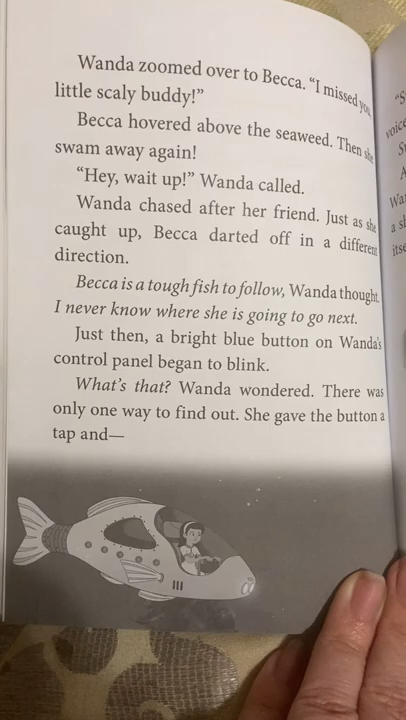 Wanda zoomed over to Becca. "I missed you,
little scaly buddy!"
Becca hovered above the seaweed. Then she
swam away again!
"Hey, wait up!" Wanda called.
Wanda chased after her friend. Just as she
caught up, Becca darted off in a different
direction.
Becca is a tough fish to follow, Wanda thought.
I never know where she is going to go next.
Just then, a bright blue button on Wanda's
control panel began to blink.
What's that? Wanda wondered. There was
only one way to find out. She gave the button a
tap and—
"S
voice
S
A
Wa
a sl
itse